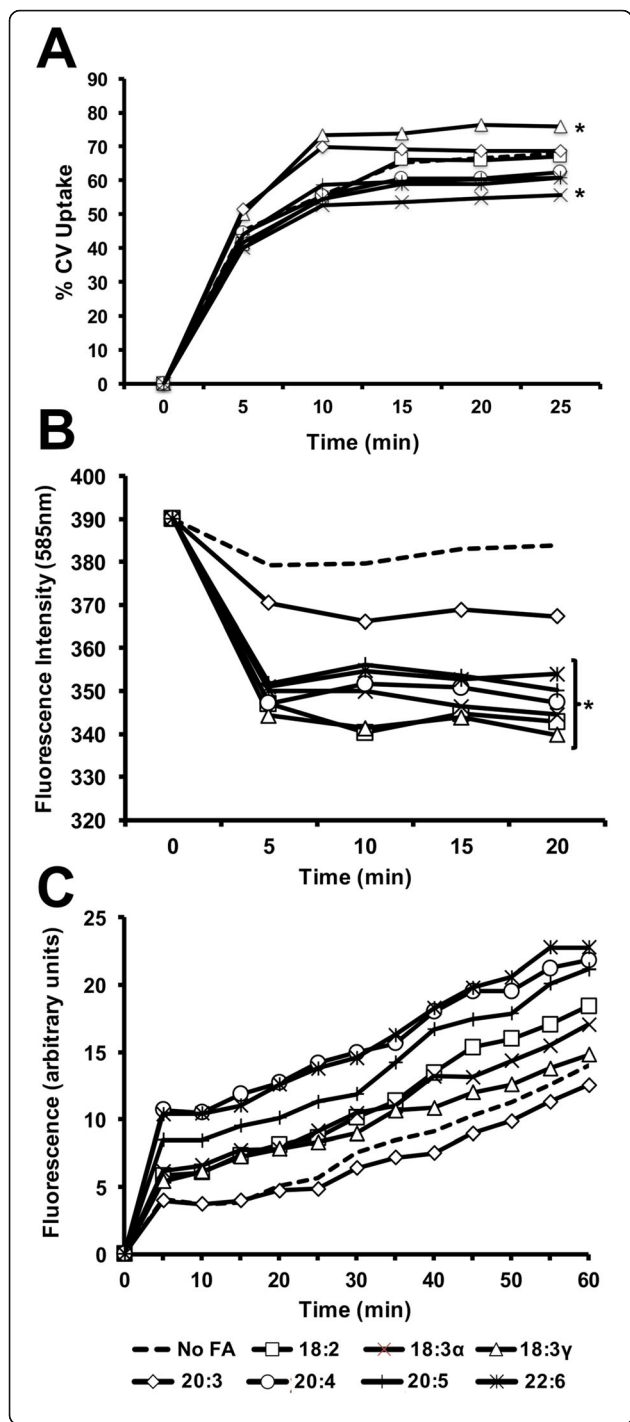 A
% CV Uptake
90
80
70
60
50
40
30
20
10
0
0 5 10 15 20 25
Time (min)
*
*
B
Fluorescence Intensity (585nm)
400
390
380
370
360
350
340
330
320
0 5 10 15 20
Time (min)
*
C
Fluorescence (arbitrary units)
25
20
15
10
5
0
0 10 20 30 40 50 60
Time (min)
No FA 18:2 18:3α 18:3γ
20:3 20:4 20:5 22:6